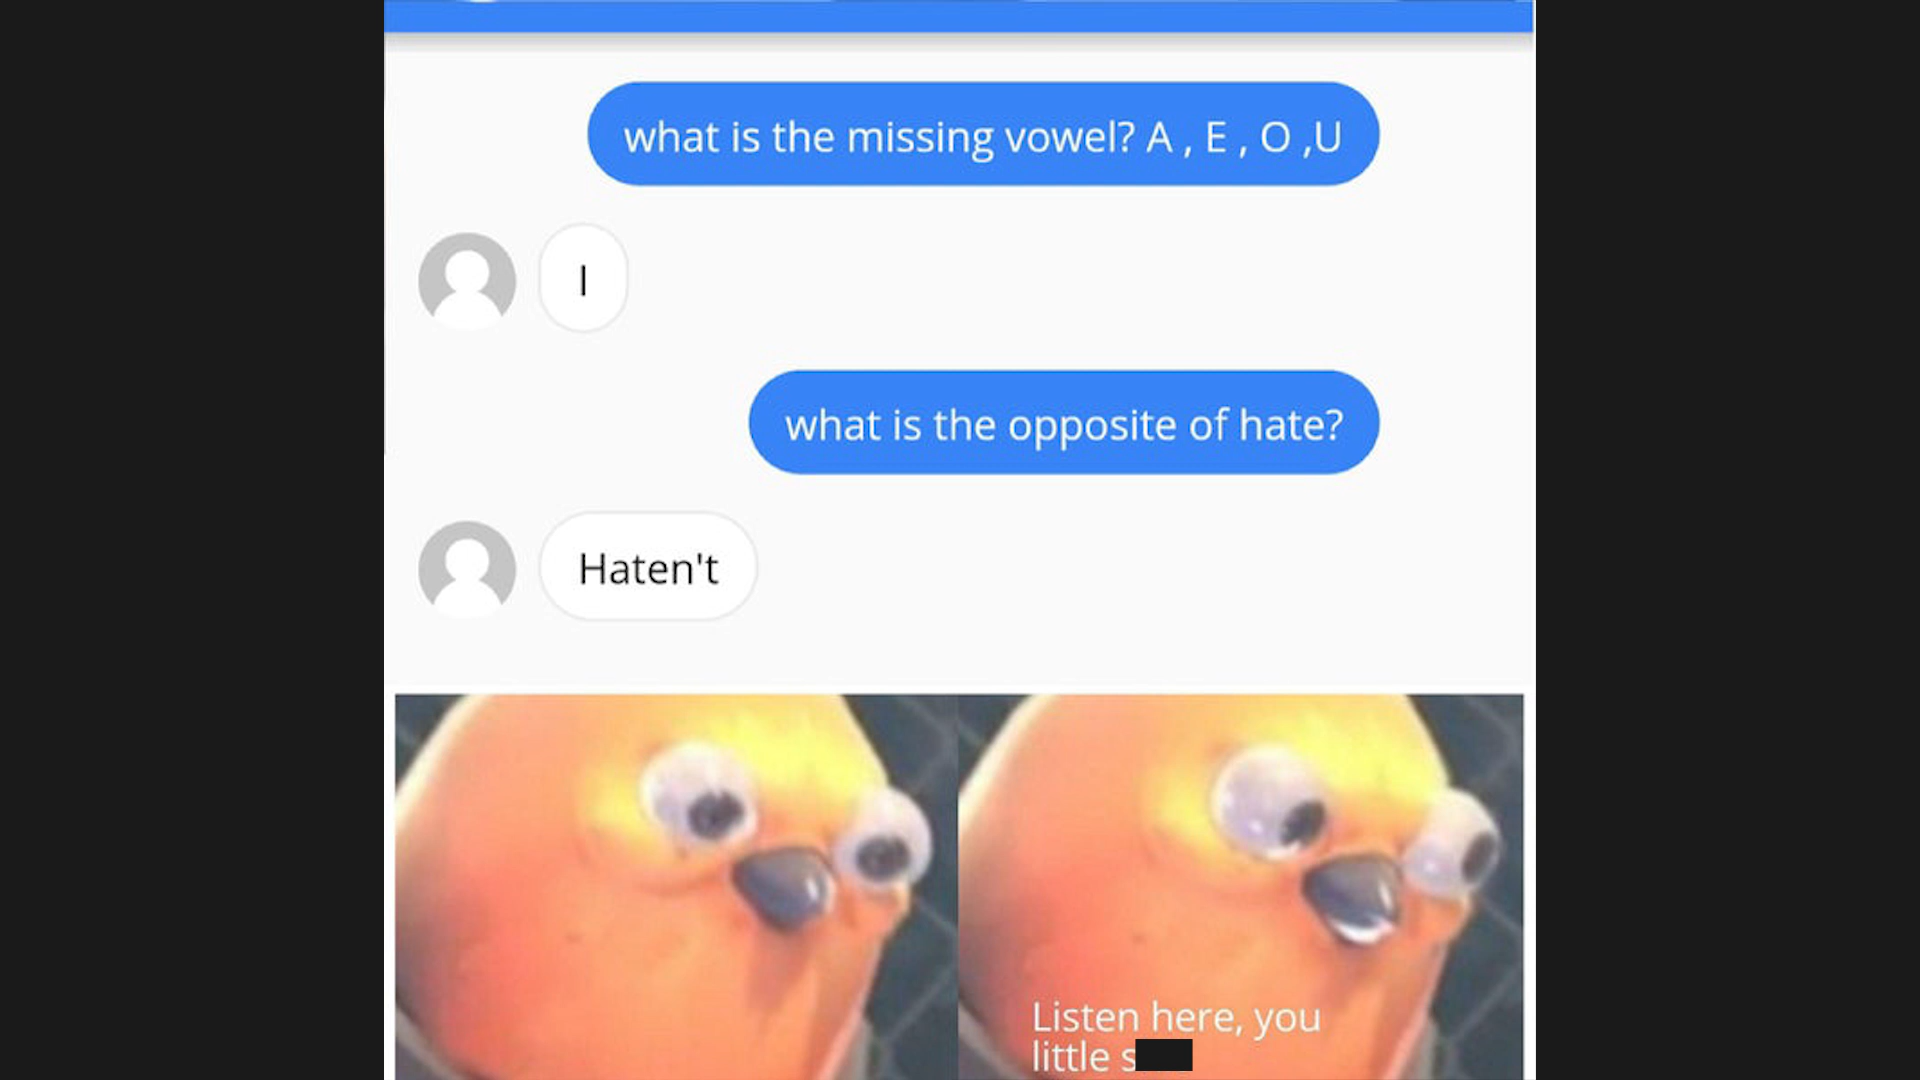 what is the missing vowel? A , E , O ,U
I
what is the opposite of hate?
Haten't
Listen here, you
little s